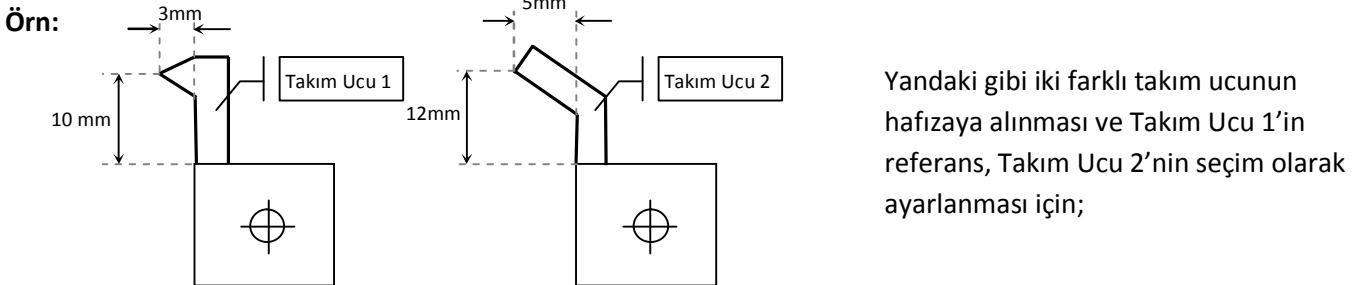 Örn:
3mm
10 mm
Takım Ucu 1
5mm
12mm
Takım Ucu 2
Yandaki gibi iki farklı takım ucunun
hafızaya alınması ve Takım Ucu 1’in
referans, Takım Ucu 2’nin seçim olarak
ayarlanması için;